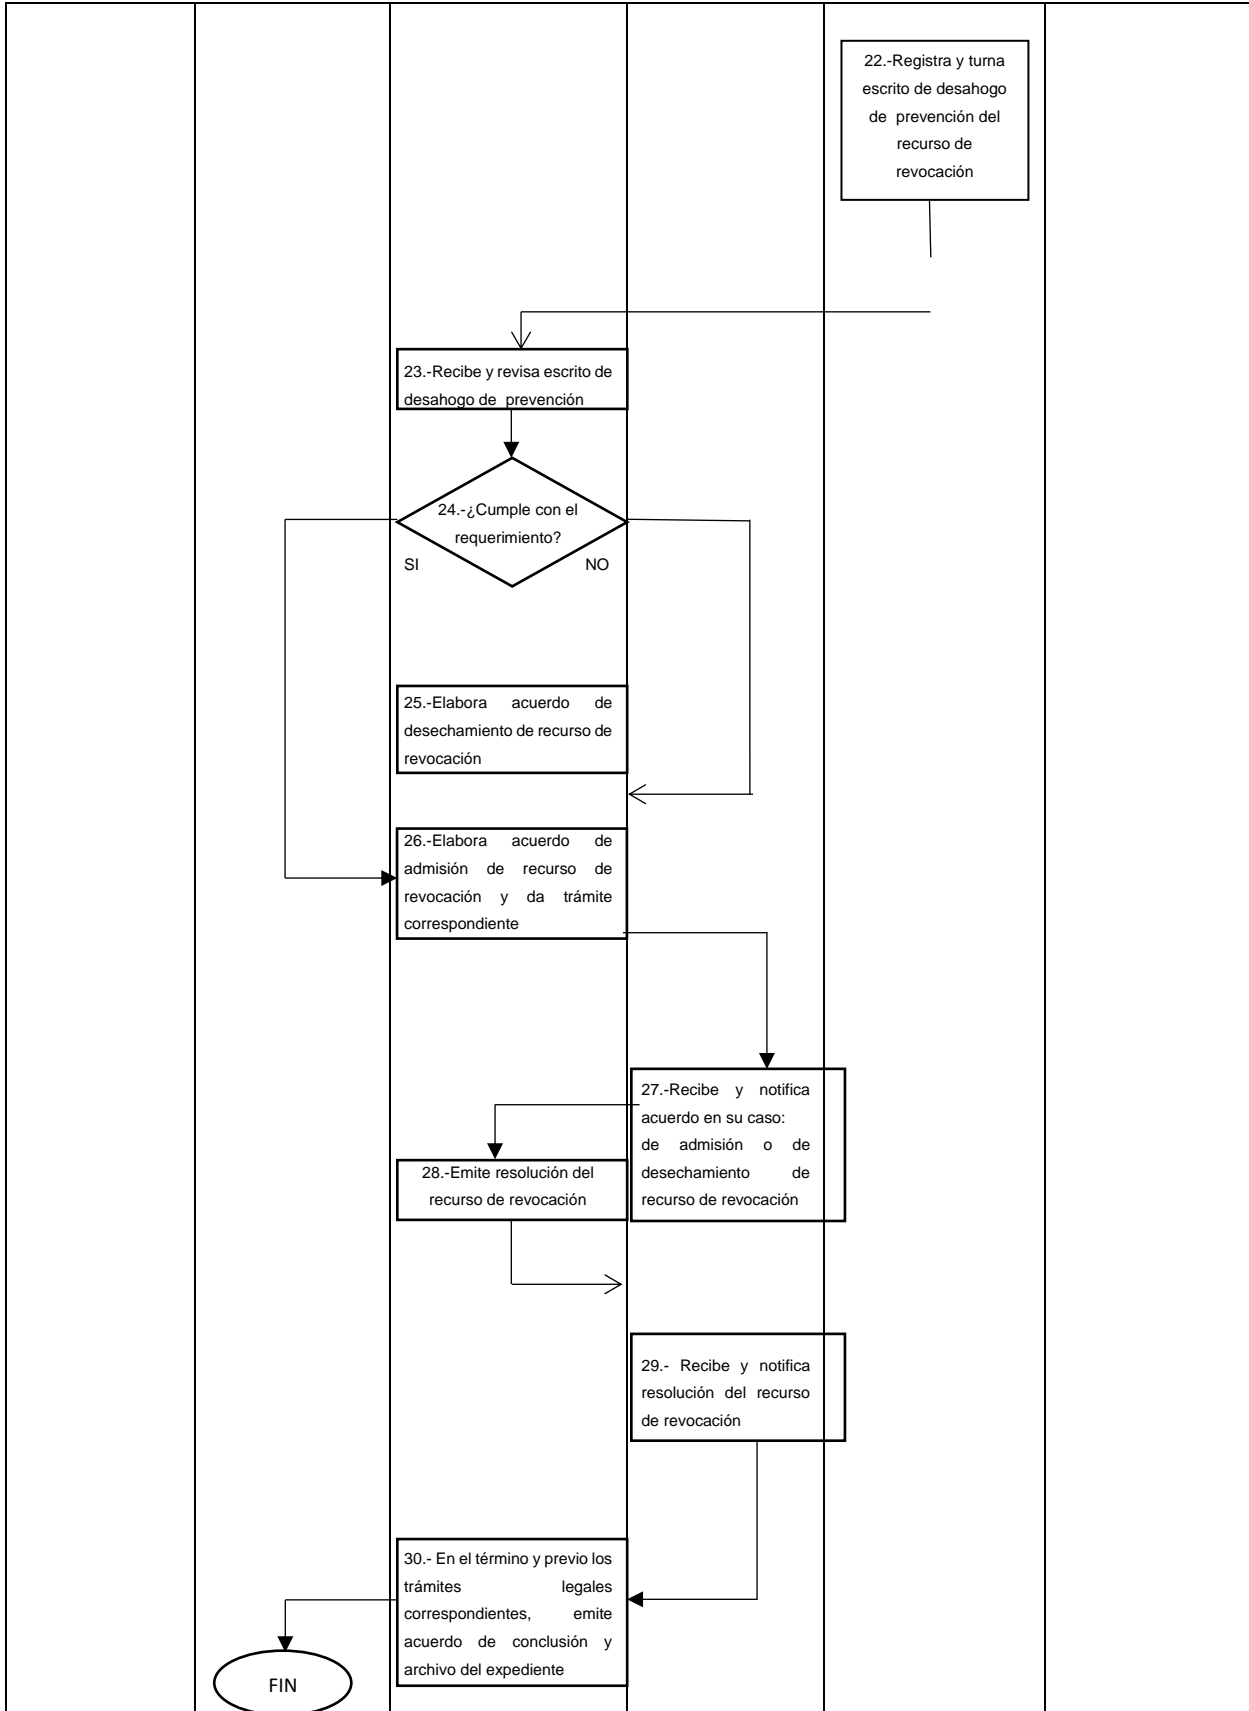 22.-Registra y turna
escrito de desahogo
de prevención del
recurso de
revocación
23.-Recibe y revisa escrito de
desahogo de prevención
24.-¿Cumple con el
requerimiento?
SI
NO
25.-Elabora acuerdo de
desechamiento de recurso de
revocación
26.-Elabora acuerdo de
admisión de recurso de
revocación y da trámite
correspondiente
27.-Recibe y notifica
acuerdo en su caso:
de admisión o de
desechamiento de
recurso de revocación
28.-Emite resolución del
recurso de revocación
29.- Recibe y notifica
resolución del recurso
de revocación
30.- En el término y previo los
trámites legales
correspondientes, emite
acuerdo de conclusión y
archivo del expediente
FIN